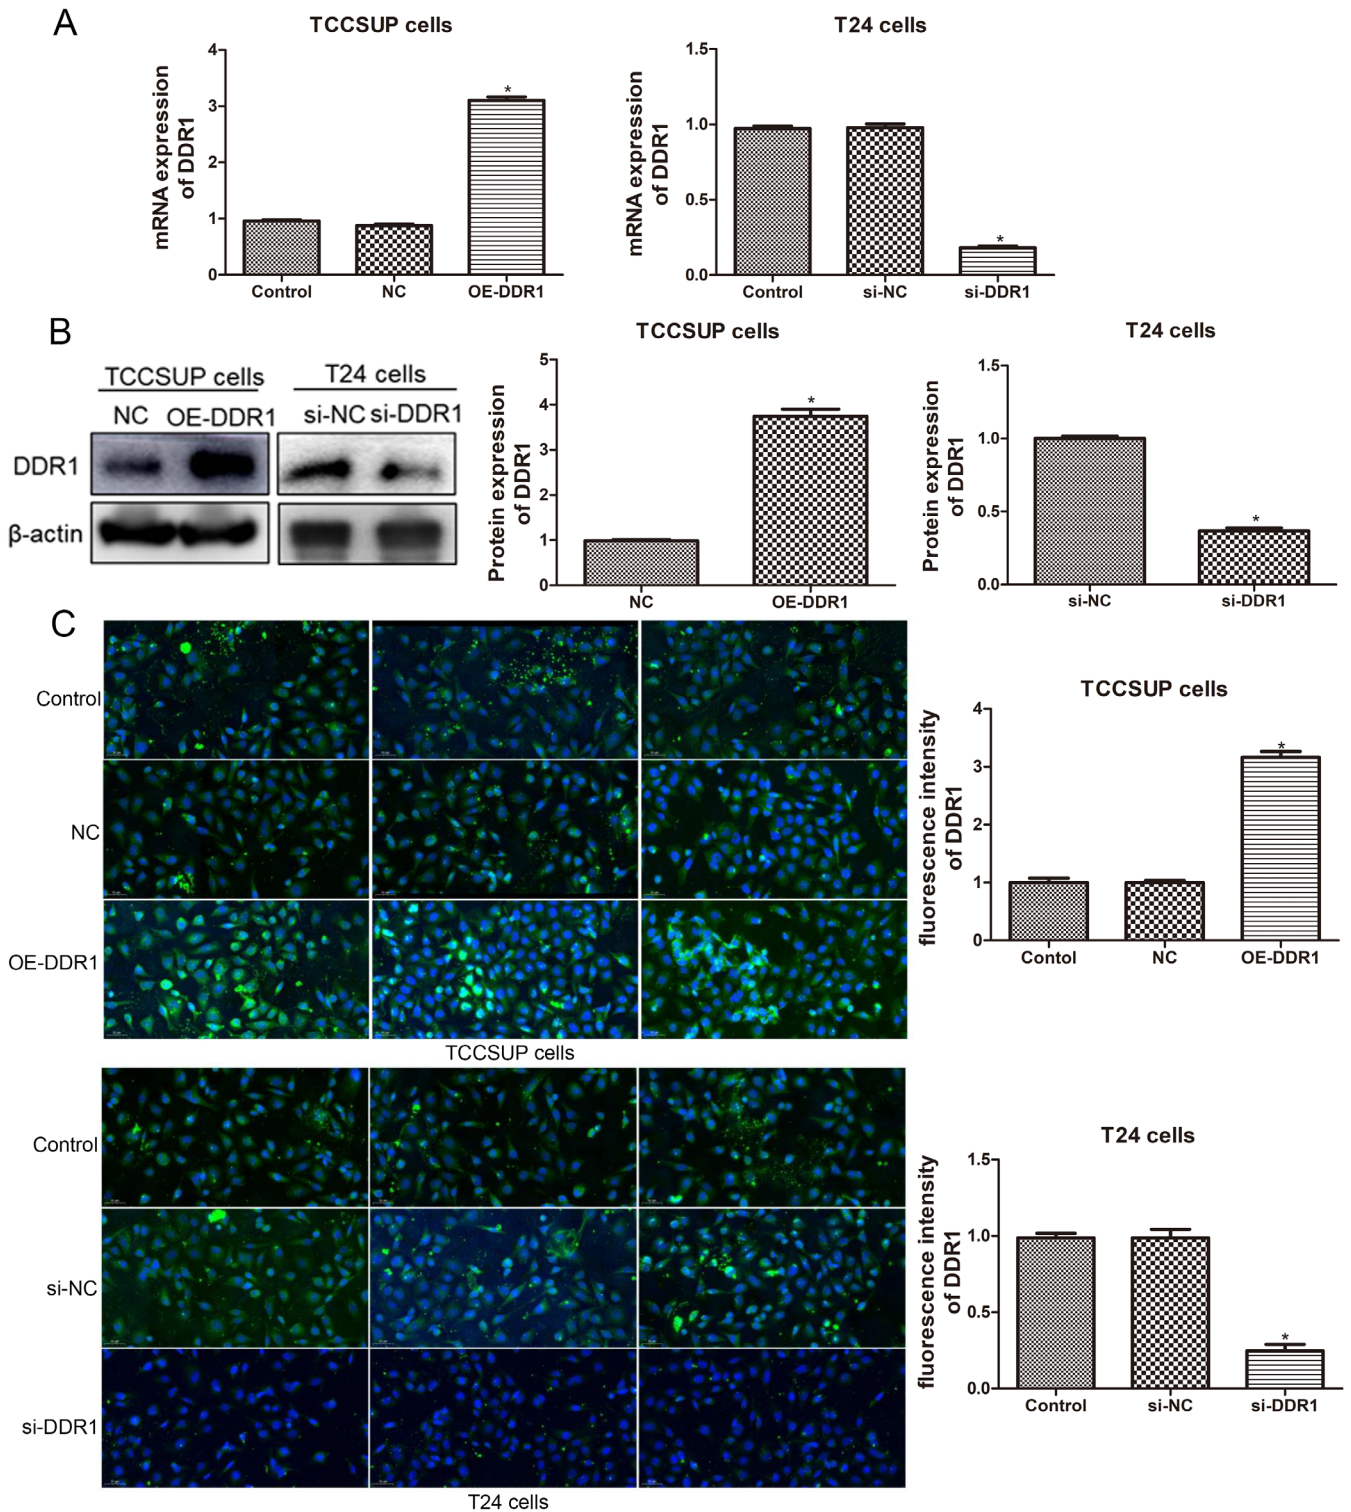 A
TCCSUP cells
mRNA expression
of DDR1
4
3
2
1
0
*
Control NC OE-DDR1
T24 cells
mRNA expression
of DDR1
1.5
1.0
0.5
0.0
*
Control si-NC si-DDR1
B
TCCSUP cells T24 cells
NC OE-DDR1 si-NC si-DDR1
DDR1
β-actin
TCCSUP cells
Protein expression
of DDR1
5
4
3
2
1
0
*
NC OE-DDR1
T24 cells
Protein expression
of DDR1
1.5
1.0
0.5
0.0
*
si-NC si-DDR1
C
Control
NC
OE-DDR1
TCCSUP cells
TCCSUP cells
fluorescence intensity
of DDR1
4
3
2
1
0
*
Contol NC OE-DDR1
Control
si-NC
si-DDR1
T24 cells
T24 cells
fluorescence intensity
of DDR1
1.5
1.0
0.5
0.0
*
Control si-NC si-DDR1